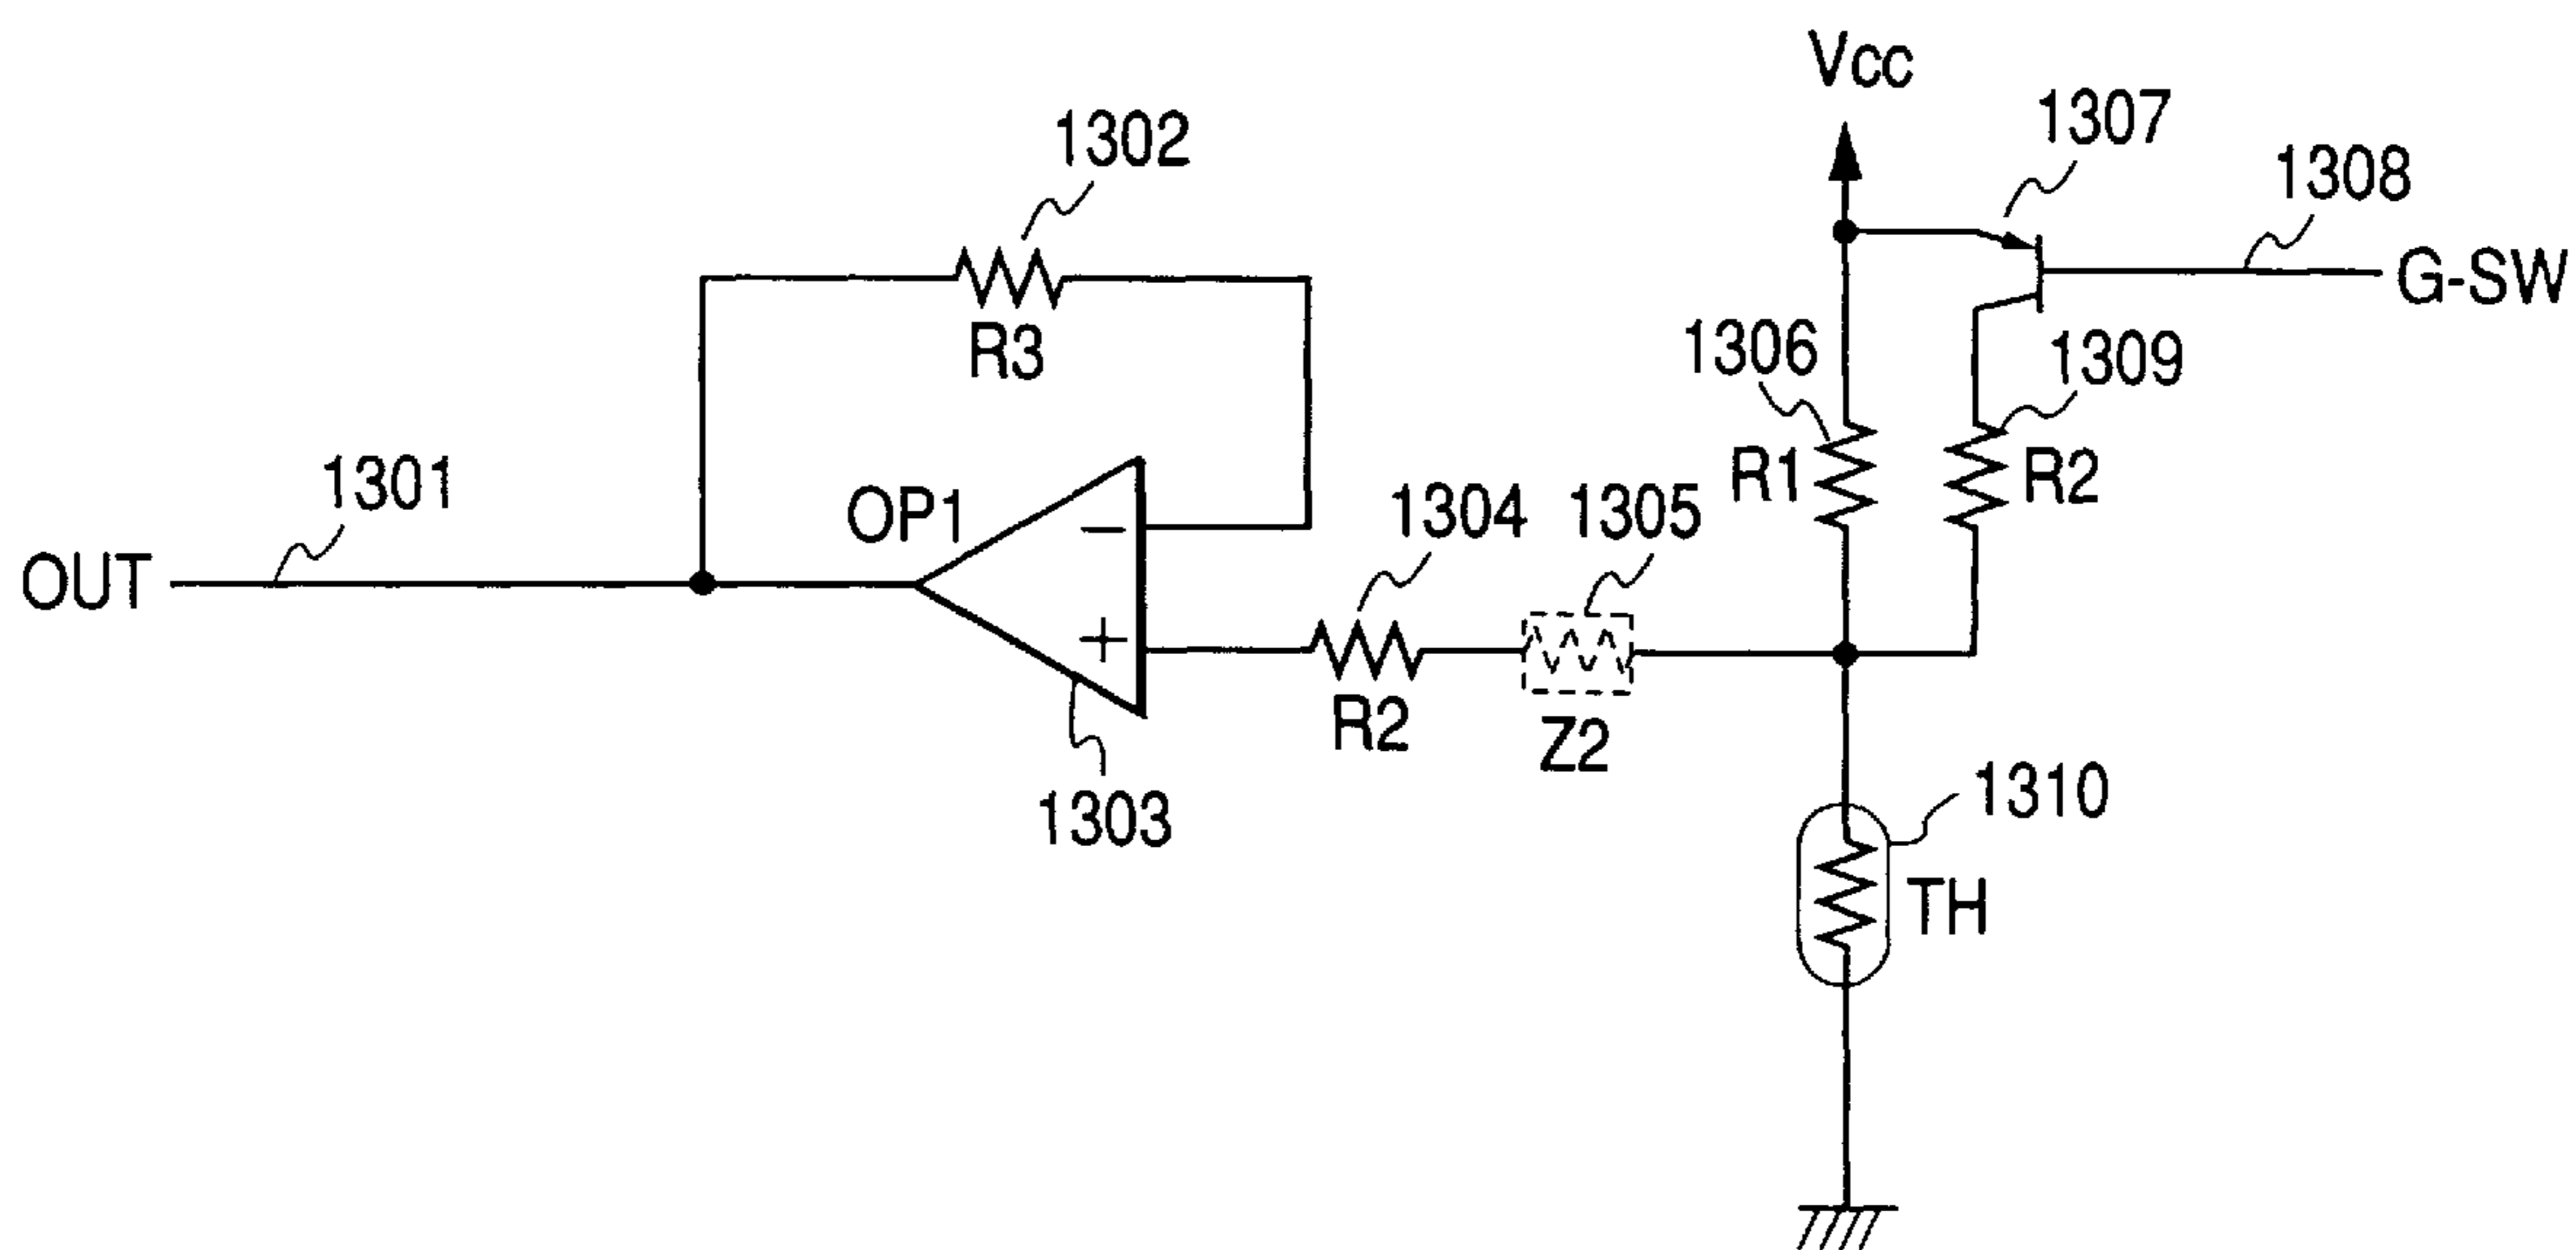 Vcc
1307
1302
1308
G-SW
R3
1306
1309
1301
OP1
1304
1305
R1
R2
OUT
−
+
R2
Z2
1303
1310
TH